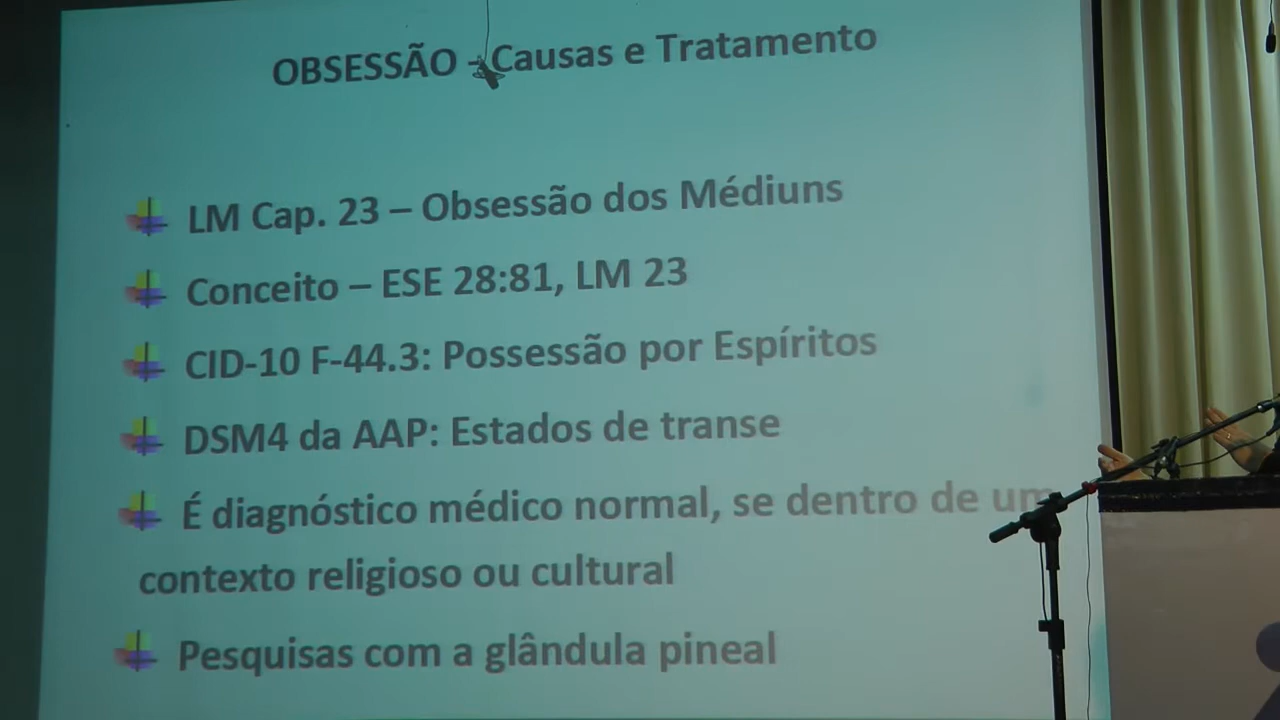 OBSESSÃO - Causas e Tratamento
LM Cap. 23 – Obsessão dos Médiuns
Conceito – ESE 28:81, LM 23
CID-10 F-44.3: Possessão por Espíritos
DSM4 da AAP: Estados de transe
É diagnóstico médico normal, se dentro de um
contexto religioso ou cultural
Pesquisas com a glândula pineal